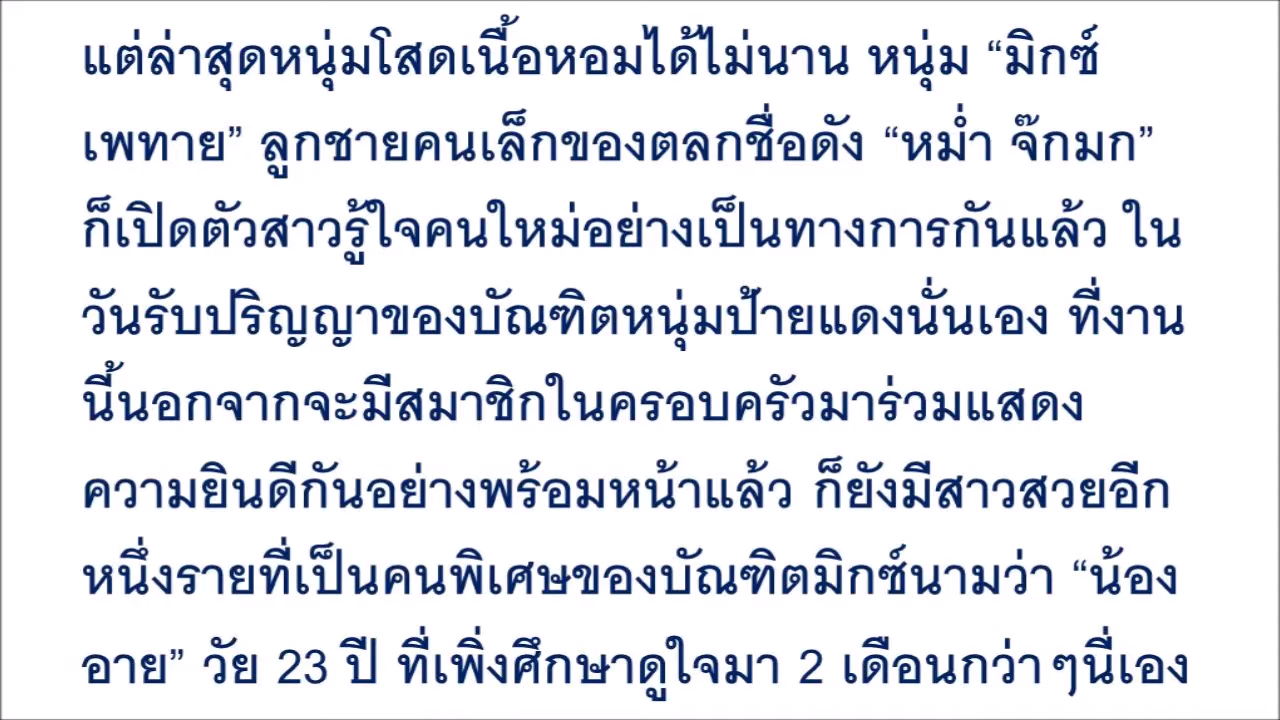 แต่ล่าสุดหนุ่มโสดเนื้อหอมได้ไม่นาน หนุ่ม “มิกซ์
เพทาย” ลูกชายคนเล็กของตลกชื่อดัง “หม่ำ จ๊กมก”
ก็เปิดตัวสาวรู้ใจคนใหม่อย่างเป็นทางการกันแล้ว ใน
วันรับปริญญาของบัณฑิตหนุ่มป้ายแดงนั่นเอง ที่งาน
นี้นอกจากจะมีสมาชิกในครอบครัวมาร่วมแสดง
ความยินดีกันอย่างพร้อมหน้าแล้ว ก็ยังมีสาวสวยอีก
หนึ่งรายที่เป็นคนพิเศษของบัณฑิตมิกซ์นามว่า “น้อง
อาย” วัย 23 ปี ที่เพิ่งศึกษาดูใจมา 2 เดือนกว่าๆนี่เอง